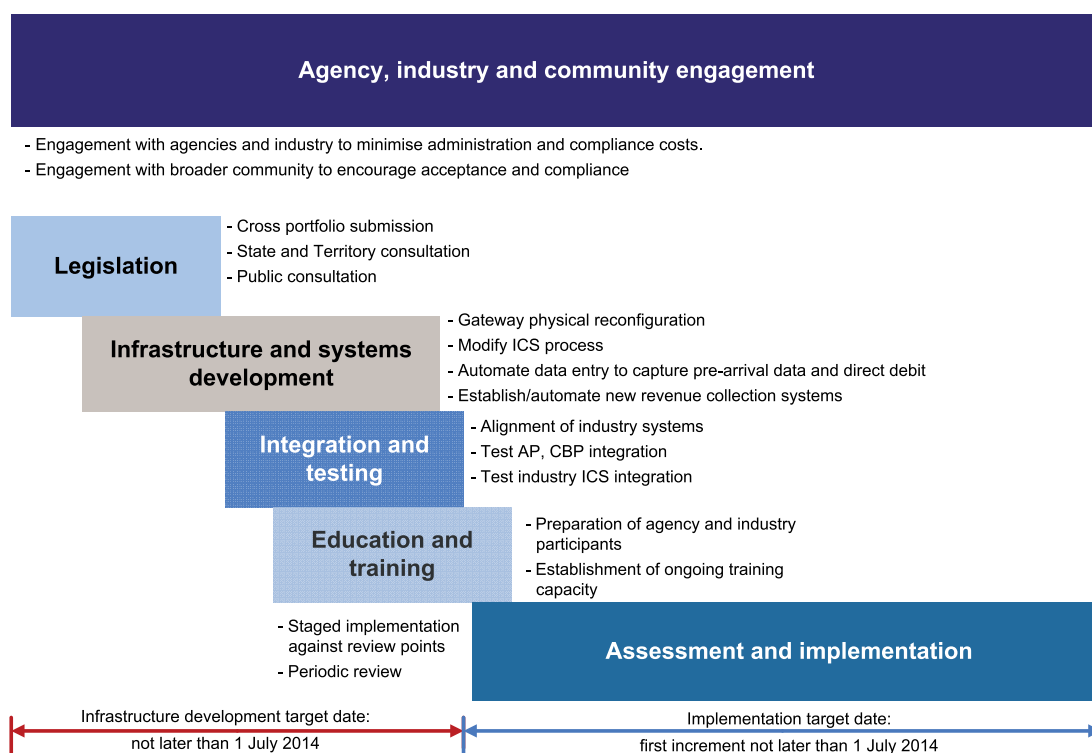 Agency, industry and community engagement
- Engagement with agencies and industry to minimise administration and compliance costs.
- Engagement with broader community to encourage acceptance and compliance
Legislation
- Cross portfolio submission
- State and Territory consultation
- Public consultation
Infrastructure and systems
development
- Gateway physical reconfiguration
- Modify ICS process
- Automate data entry to capture pre-arrival data and direct debit
- Establish/automate new revenue collection systems
Integration and
testing
- Alignment of industry systems
- Test AP, CBP integration
- Test industry ICS integration
Education and
training
- Preparation of agency and industry
participants
- Establishment of ongoing training
capacity
- Staged implementation
against review points
- Periodic review
Assessment and implementation
Infrastructure development target date:
not later than 1 July 2014
Implementation target date:
first increment not later than 1 July 2014